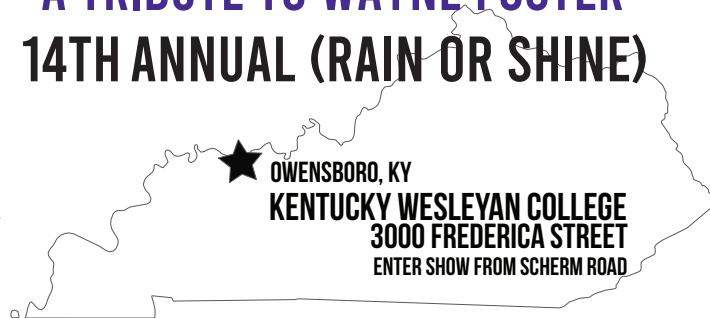 A TRIBUTE TO WAYNE FOSTER
14TH ANNUAL (RAIN OR SHINE)
OWENSBORO, KY
KENTUCKY WESLEYAN COLLEGE
3000 FREDERICA STREET
ENTER SHOW FROM SCHERM ROAD